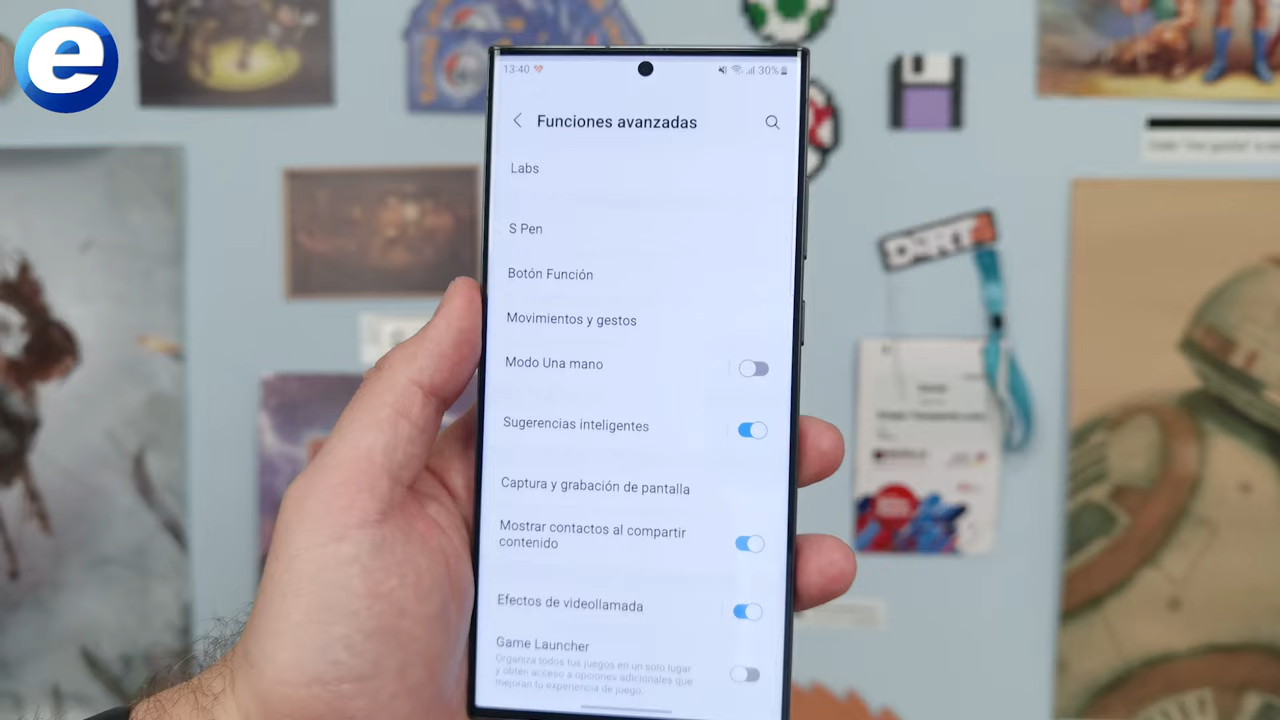 e
13:40
30%
Funciones avanzadas
Labs
S Pen
Botón Función
Movimientos y gestos
Modo Una mano
Sugerencias inteligentes
Captura y grabación de pantalla
Mostrar contactos al compartir
contenido
Efectos de videollamada
Game Launcher
Organiza todos tus juegos en un solo lugar
y obtén acceso a opciones adicionales que
mejoran tu experiencia de juego.
DiRT4